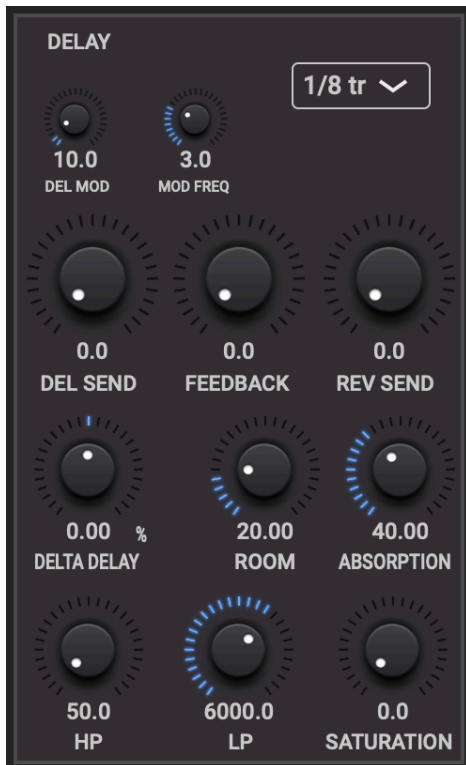 DELAY
1/8 tr
10.0 3.0
DEL MOD MOD FREQ
0.0 0.0 0.0
DEL SEND FEEDBACK REV SEND
0.00 % 20.00 40.00
DELTA DELAY ROOM ABSORPTION
50.0 6000.0 0.0
HP LP SATURATION